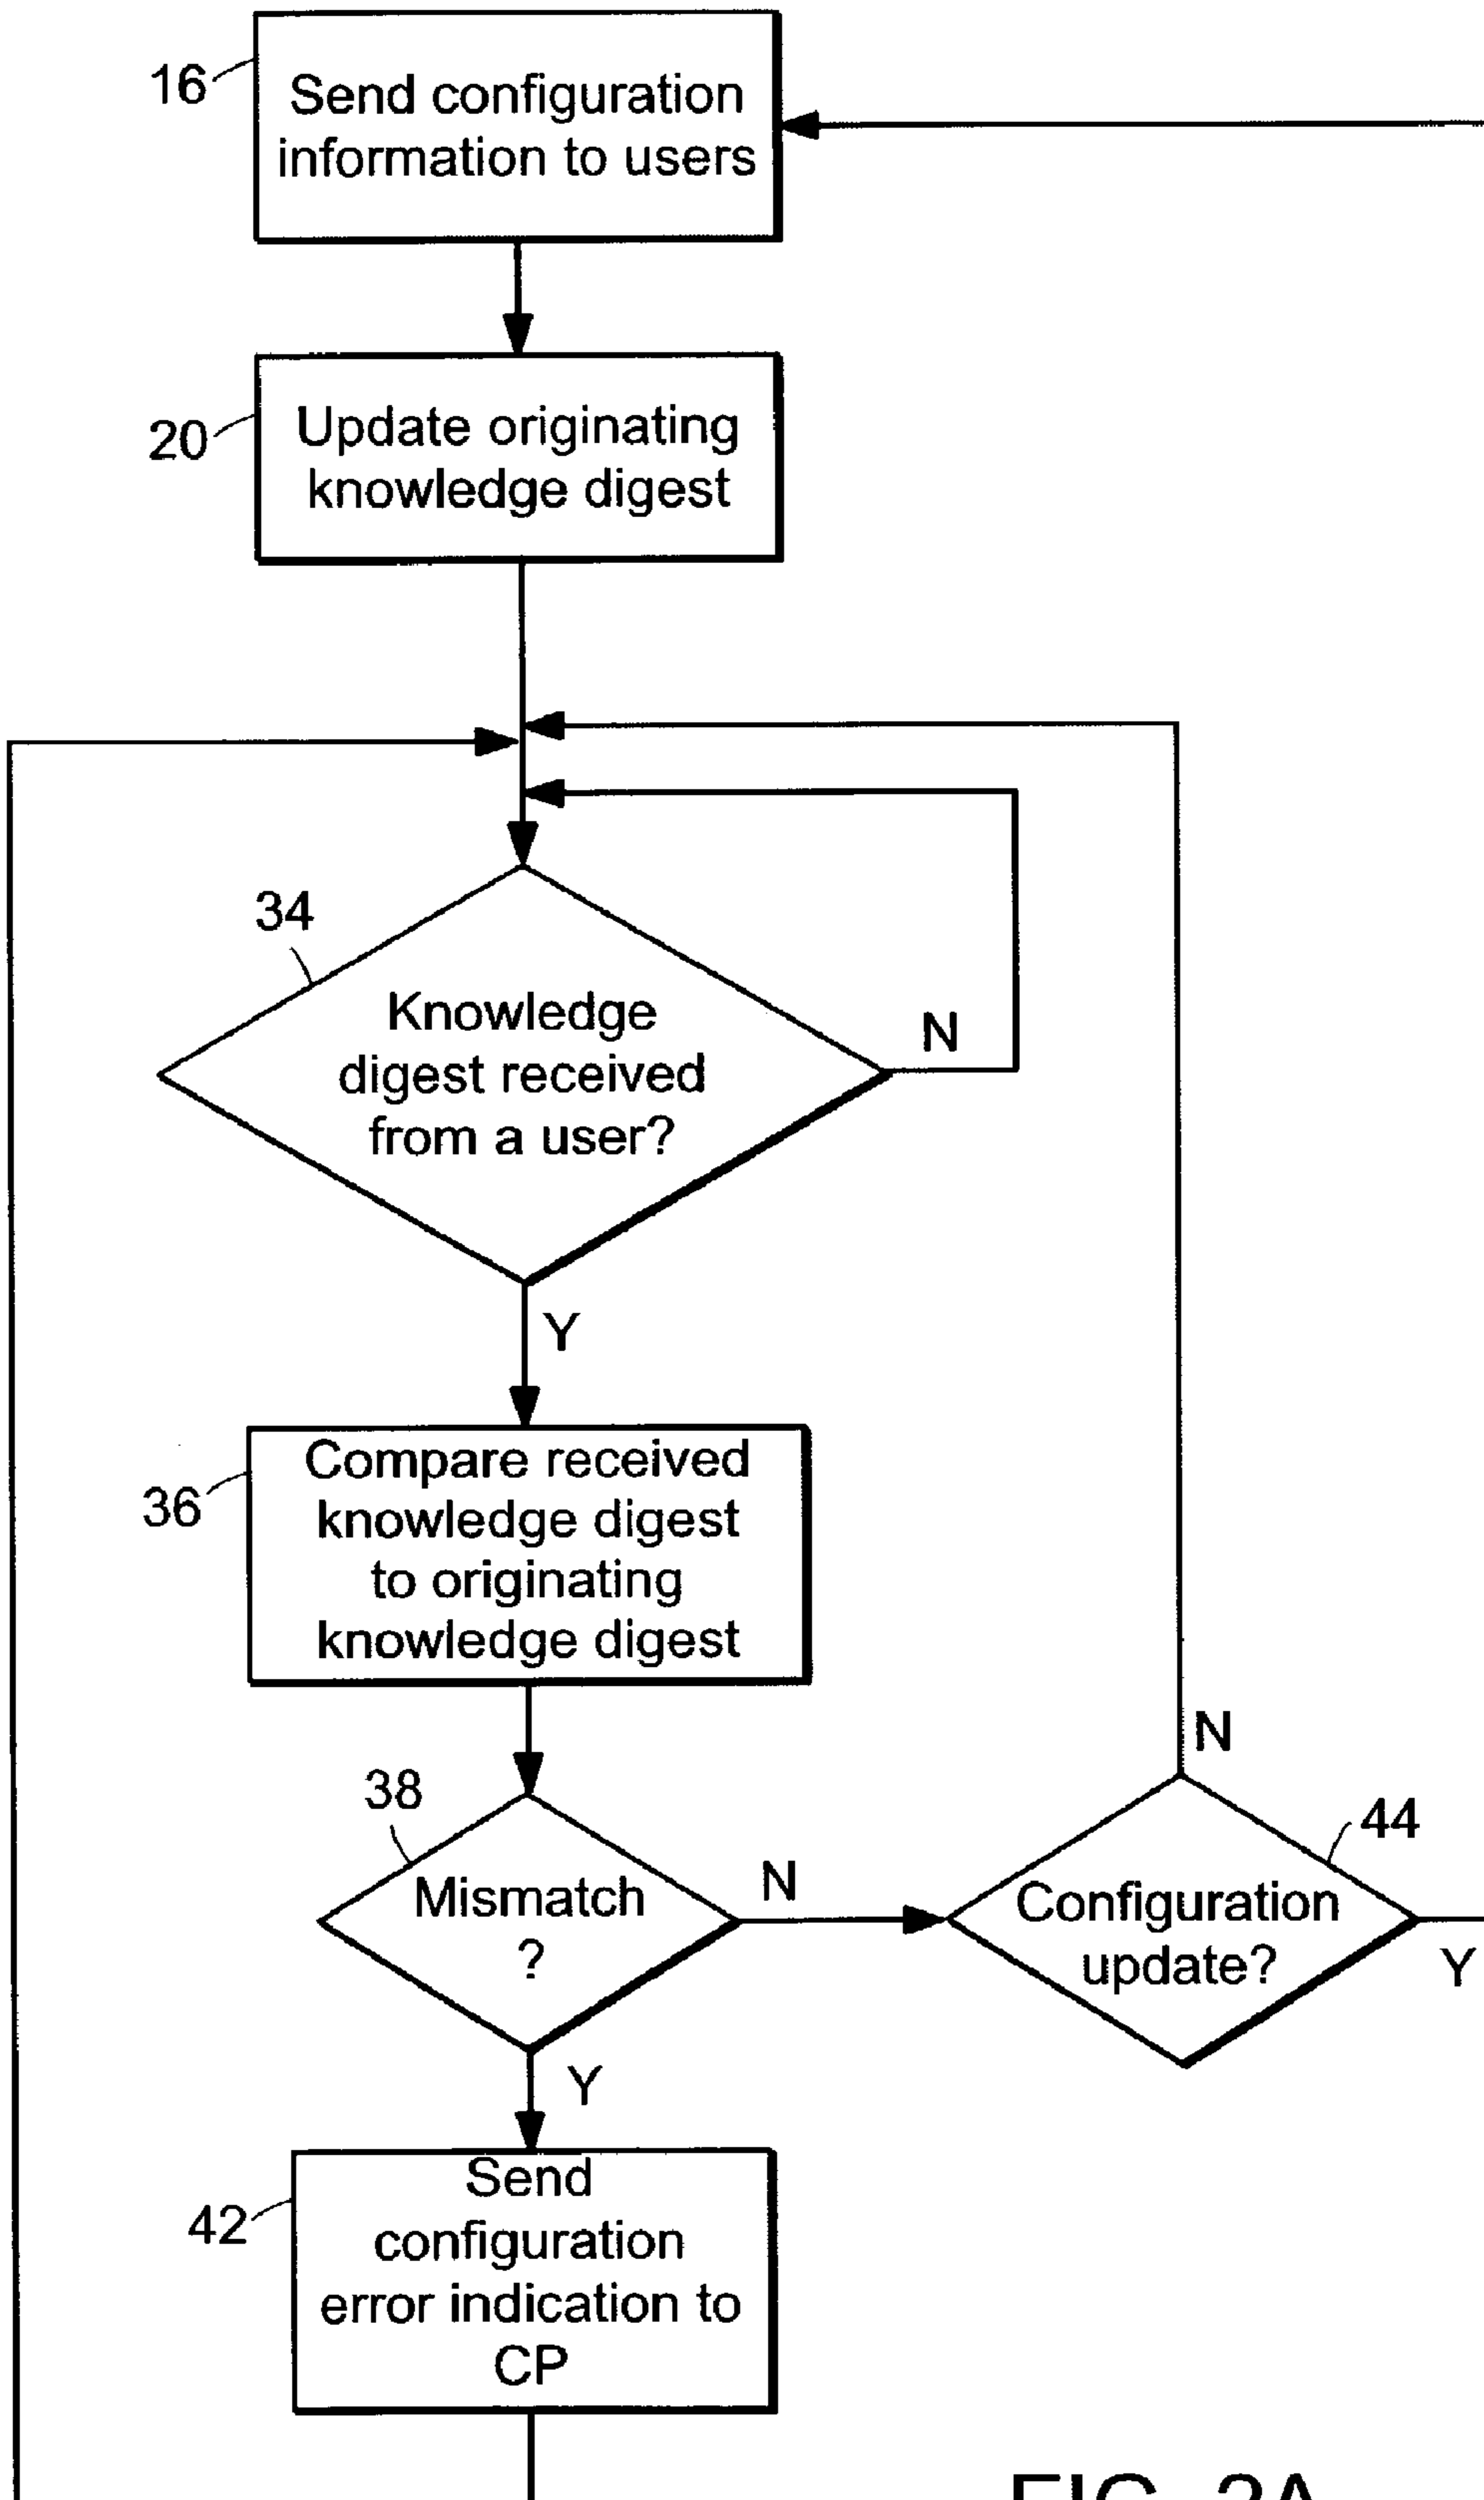 16
Send configuration
information to users
20
Update originating
knowledge digest
34
Knowledge
digest received
from a user?
N
Y
36
Compare received
knowledge digest
to originating
knowledge digest
38
Mismatch
?
N
Y
N
44
Configuration
update?
Y
42
Send
configuration
error indication to
CP
FIG. 2A